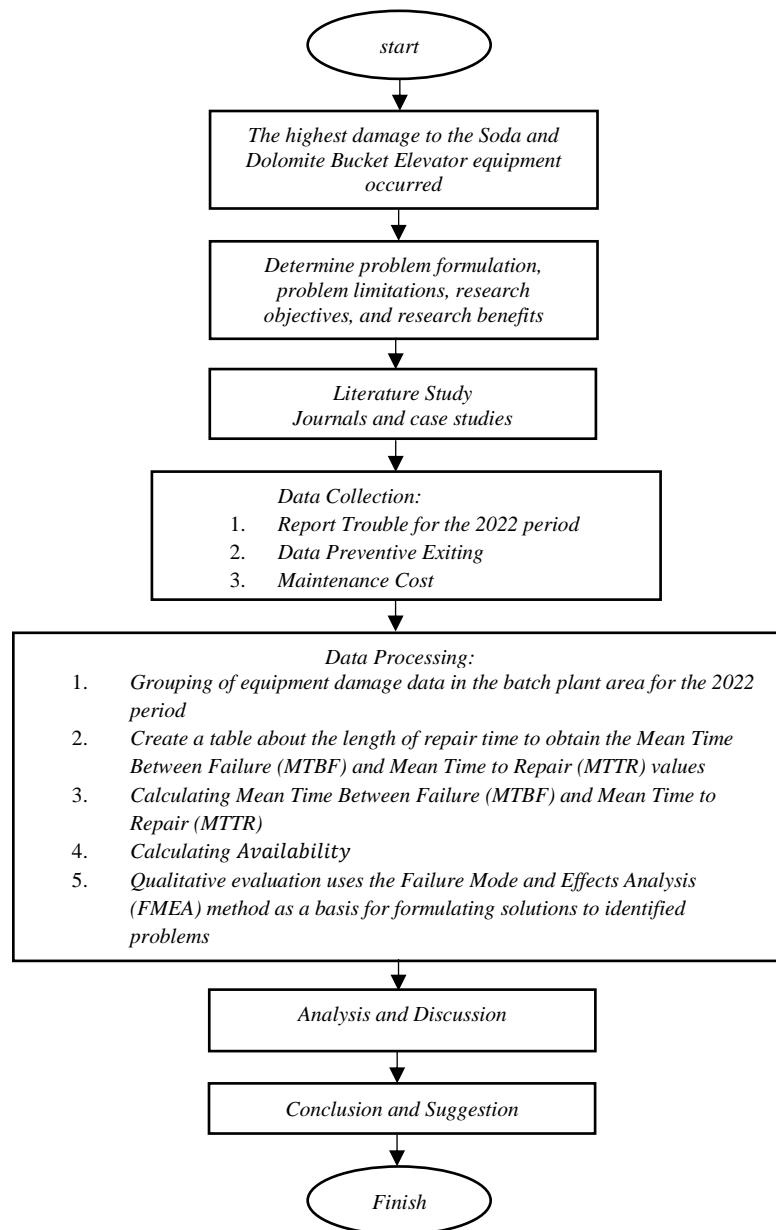 start
The highest damage to the Soda and
Dolomite Bucket Elevator equipment
occurred
Determine problem formulation,
problem limitations, research
objectives, and research benefits
Literature Study
Journals and case studies
Data Collection:
1. Report Trouble for the 2022 period
2. Data Preventive Exiting
3. Maintenance Cost
Data Processing:
1. Grouping of equipment damage data in the batch plant area for the 2022
period
2. Create a table about the length of repair time to obtain the Mean Time
Between Failure (MTBF) and Mean Time to Repair (MTTR) values
3. Calculating Mean Time Between Failure (MTBF) and Mean Time to
Repair (MTTR)
4. Calculating Availability
5. Qualitative evaluation uses the Failure Mode and Effects Analysis
(FMEA) method as a basis for formulating solutions to identified
problems
Analysis and Discussion
Conclusion and Suggestion
Finish